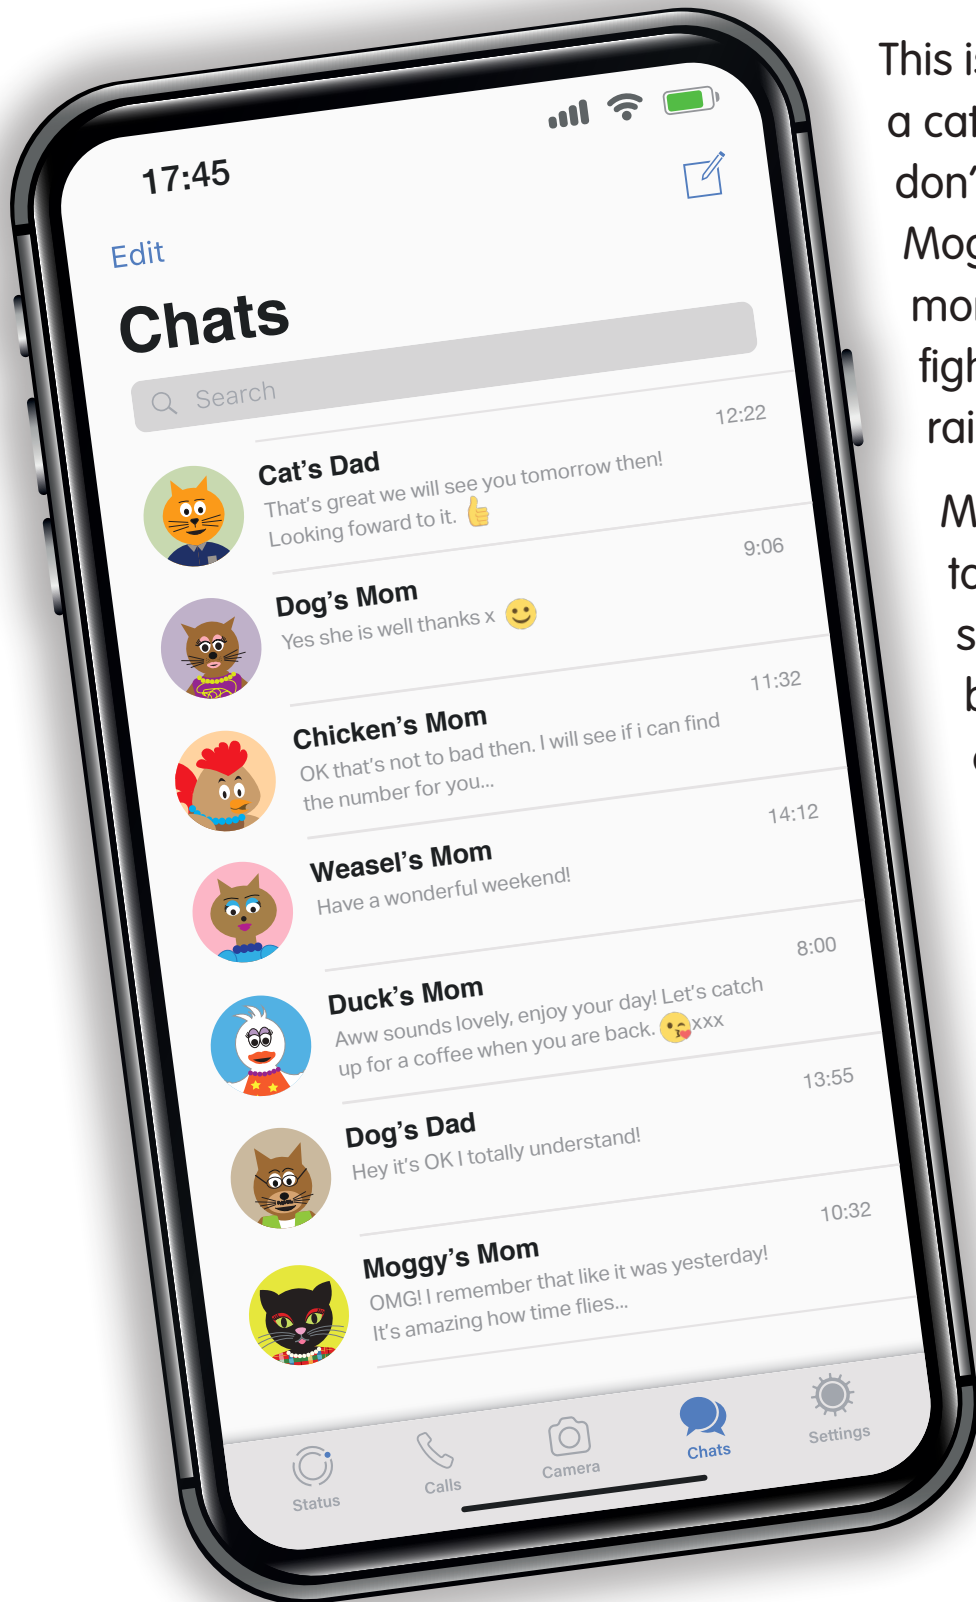 17:45
Edit
Chats
Search
Cat's Dad
12:22
That's great we will see you tomorrow then!
Looking foward to it.
Dog's Mom
9:06
Yes she is well thanks x
Chicken's Mom
11:32
OK that's not to bad then. I will see if i can find
the number for you...
Weasel's Mom
14:12
Have a wonderful weekend!
Duck's Mom
8:00
Aww sounds lovely, enjoy your day! Let's catch
up for a coffee when you are back. xxx
Dog's Dad
13:55
Hey it's OK I totally understand!
Moggy's Mom
10:32
OMG! I remember that like it was yesterday!
It's amazing how time flies...
Status
Calls
Camera
Chats
Settings
This
a
don't